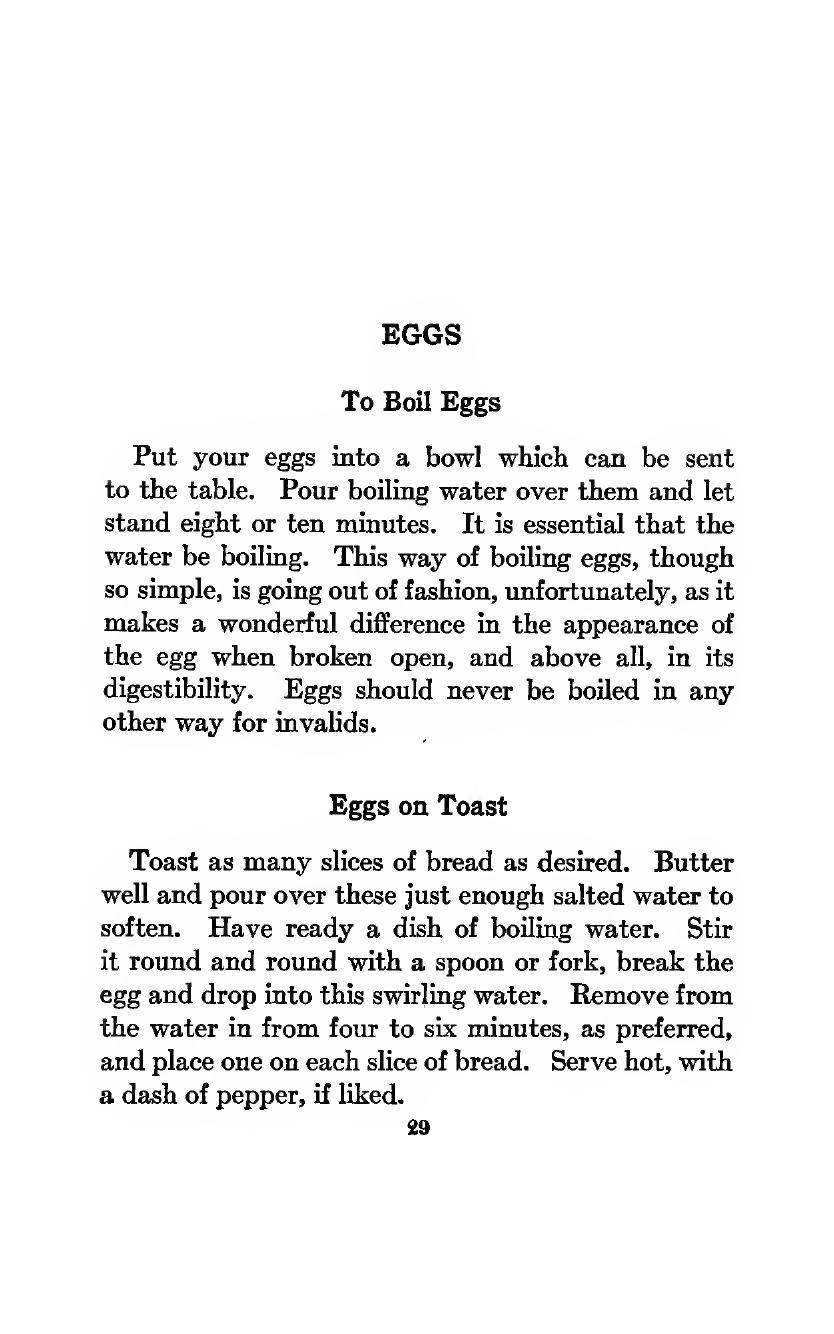 EGGS
To Boil Eggs
Put your eggs into a bowl which can be sent
to the table. Pour boiling water over them and let
stand eight or ten minutes. It is essential that the
water be boiling. This way of boiling eggs, though
so simple, is going out of fashion, unfortunately, as it
makes a wonderful difference in the appearance of
the egg when broken open, and above all, in its
digestibility. Eggs should never be boiled in any
other way for invalids.
Eggs on Toast
Toast as many slices of bread as desired. Butter
well and pour over these just enough salted water to
soften. Have ready a dish of boiling water. Stir
it round and round with a spoon or fork, break the
egg and drop into this swirling water. Remove from
the water in from four to six minutes, as preferred,
and place one on each slice of bread. Serve hot, with
a dash of pepper, if liked.
29